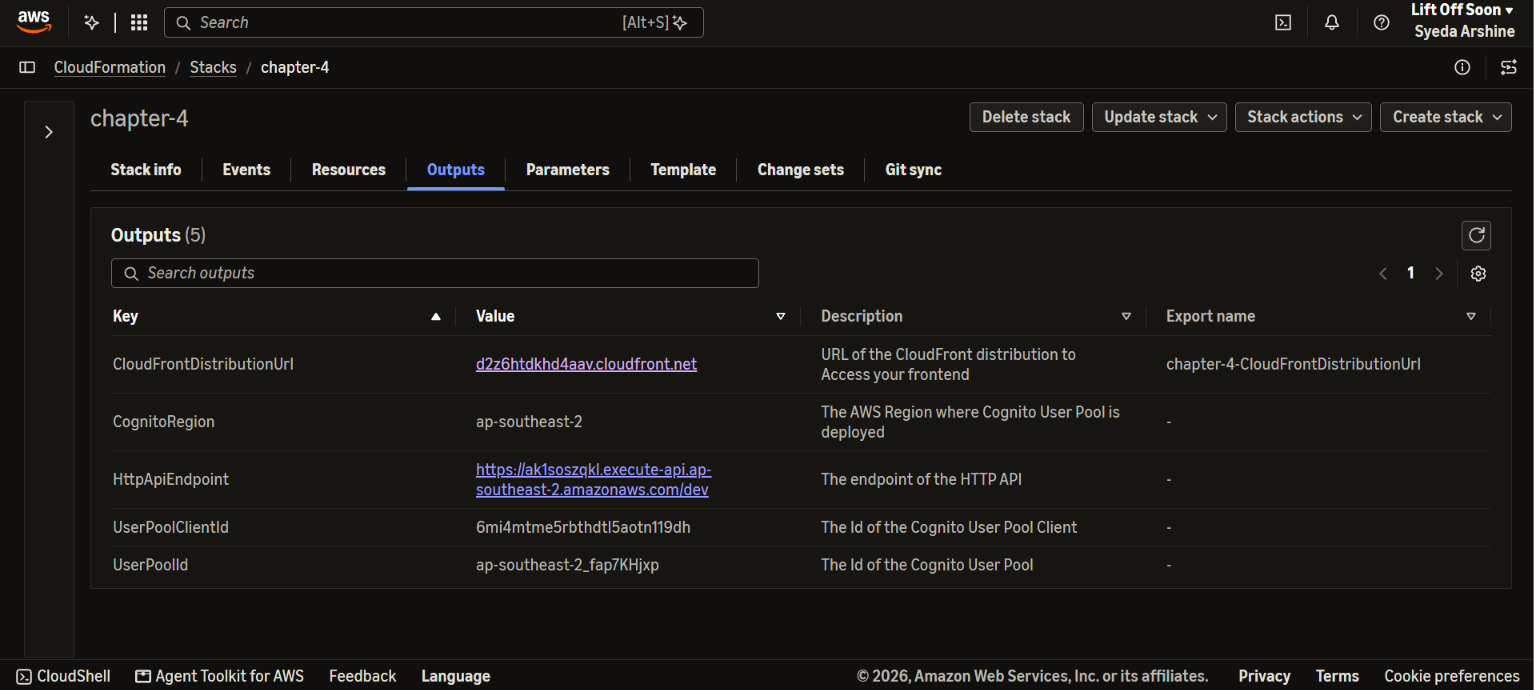 aws
Search [Alt+S]
Lift Off Soon
Syeda Arshine
CloudFormation / Stacks / chapter-4
chapter-4
Delete stack Update stack Stack actions Create stack
Stack info Events Resources Outputs Parameters Template Change sets Git sync
Outputs (5)
Search outputs
1
Key Value Description Export name
CloudFrontDistributionUrl d2z6htdkhd4aav.cloudfront.net URL of the CloudFront distribution to chapter-4-CloudFrontDistributionUrl
Access your frontend
CognitoRegion ap-southeast-2 The AWS Region where Cognito User Pool is -
deployed
HttpApiEndpoint https://ak1soszqkl.execute-api.ap- The endpoint of the HTTP API -
southeast-2.amazonaws.com/dev
UserPoolClientId 6mi4mtme5rbthdtl5aotn119dh The Id of the Cognito User Pool Client -
UserPoolId ap-southeast-2_fap7KHjxp The Id of the Cognito User Pool -
CloudShell Agent Toolkit for AWS Feedback Language © 2026, Amazon Web Services, Inc. or its affiliates. Privacy Terms Cookie preferences